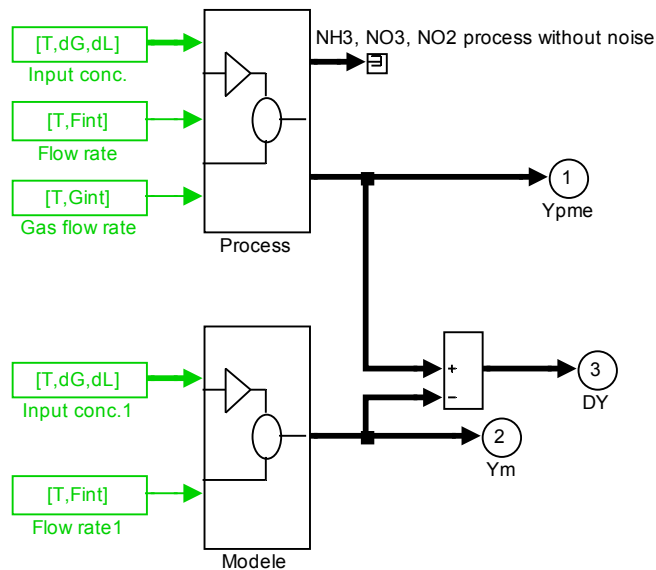 [T,dG,dL]
Input conc.
[T,Fint]
Flow rate
[T,Gint]
Gas flow rate
Process
NH3, NO3, NO2 process without noise
1
Ypme
[T,dG,dL]
Input conc.1
[T,Fint]
Flow rate1
Modele
+
−
3
DY
2
Ym